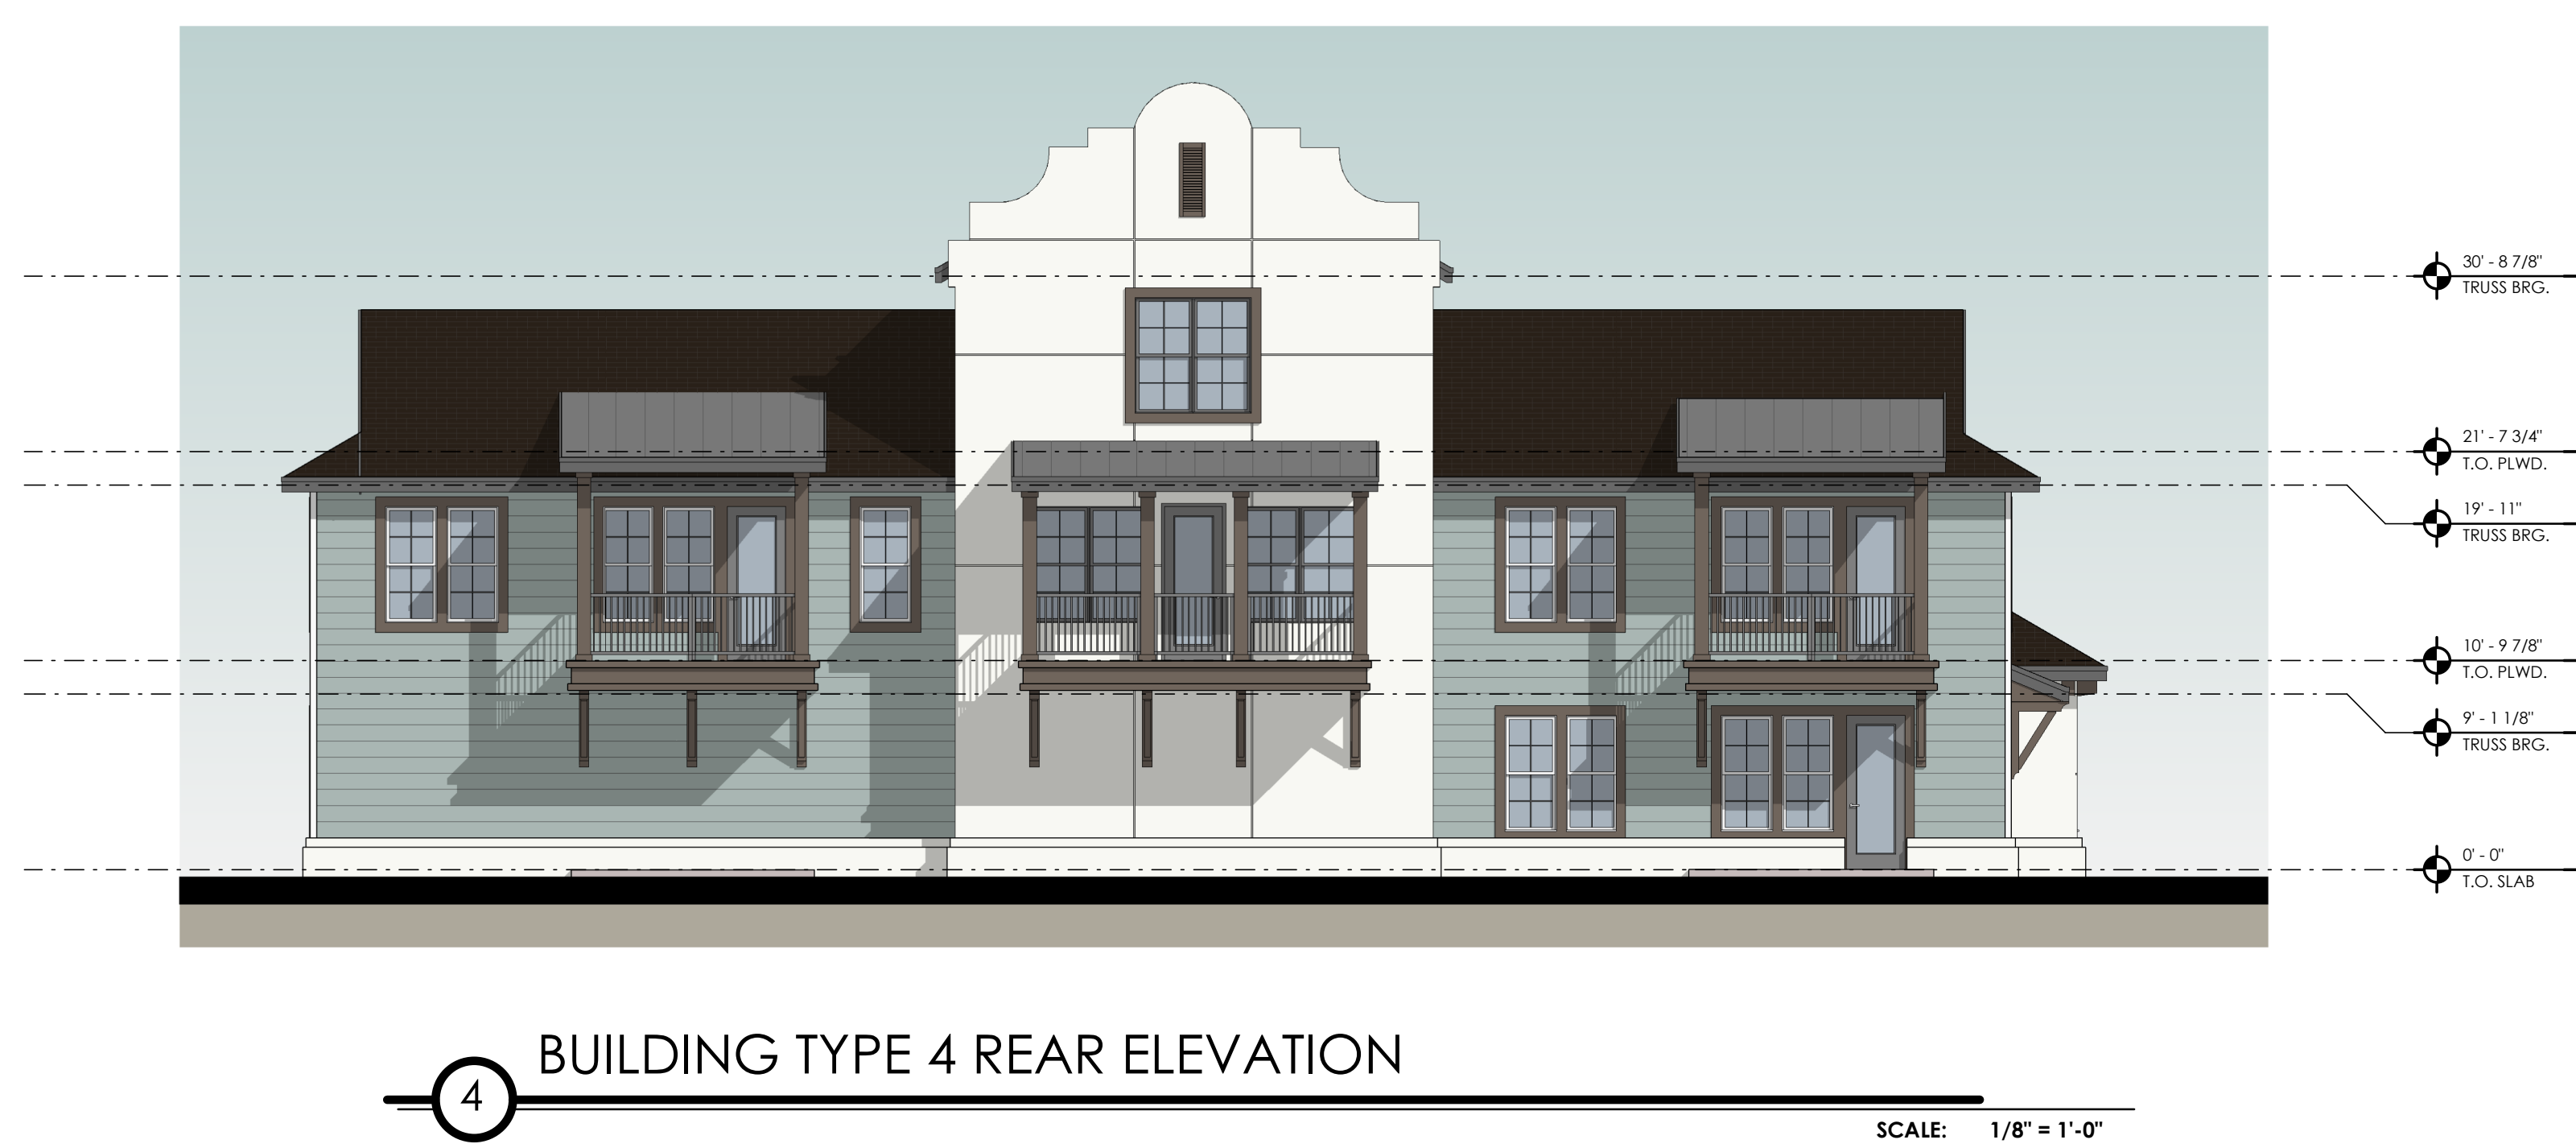 30' - 8 7/8"
TRUSS BRG.
21' - 7 3/4"
T.O. PLWD.
19' - 11"
TRUSS BRG.
10' - 9 7/8"
T.O. PLWD.
9' - 1 1/8"
TRUSS BRG.
0' - 0"
T.O. SLAB
BUILDING TYPE 4 REAR ELEVATION
4
SCALE: 1/8" = 1'-0"